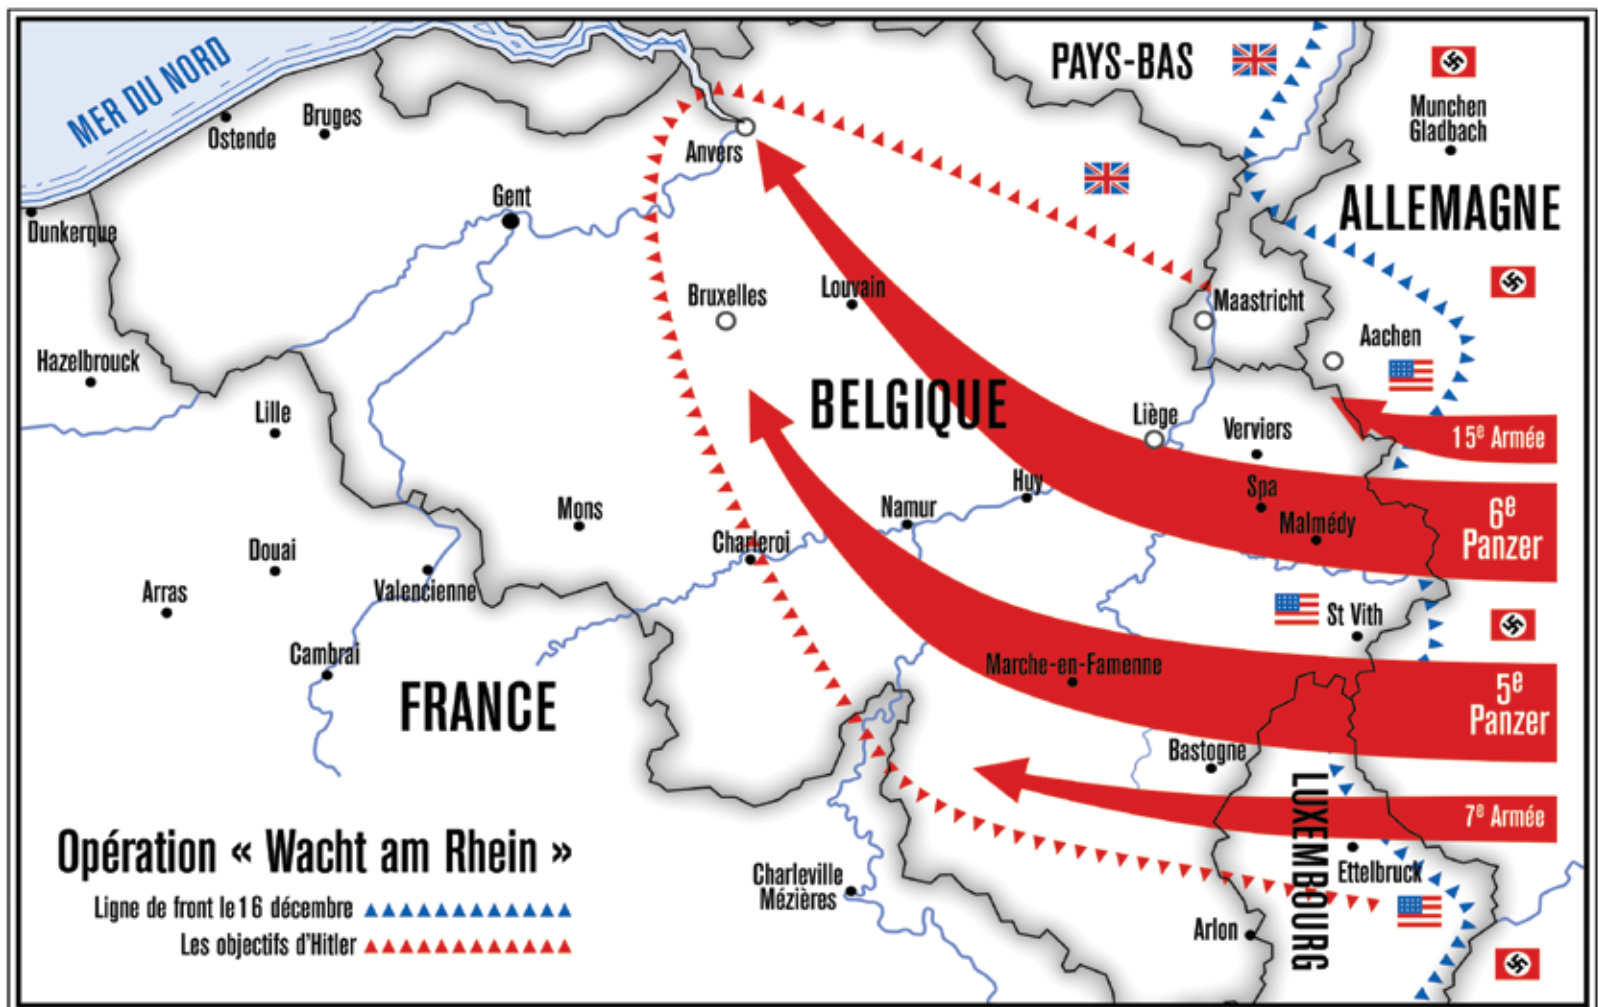 MER DU NORD
PAYS-BAS
Munchen
Gladbach
Ostende
Bruges
Anvers
ALLEMAGNE
Gent
Dunkerque
Bruxelles
Louvain
Maastricht
Aachen
Hazelbrouck
Lille
BELGIQUE
Liège
Verviers
15e Armée
Huy
Spa
Mons
Namur
Malmédy
6e
Panzer
Charleroi
Douai
Arras
Valencienne
St Vith
Cambrai
Marche-en-Famenne
FRANCE
5e
Panzer
Bastogne
LUXEMBOURG
7e Armée
Opération « Wacht am Rhein »
Charleville
Mézières
Ettelbruck
Ligne de front le16 décembre
Les objectifs d'Hitler
Arlon